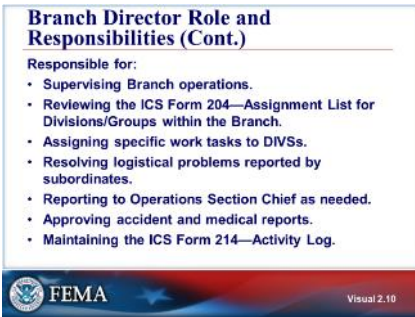 Branch Director Role and
Responsibilities (Cont.)
Responsible for:
• Supervising Branch operations.
• Reviewing the ICS Form 204—Assignment List for
Divisions/Groups within the Branch.
• Assigning specific work tasks to DIVSs.
• Resolving logistical problems reported by
subordinates.
• Reporting to Operations Section Chief as needed.
• Approving accident and medical reports.
• Maintaining the ICS Form 214—Activity Log.
FEMA
Visual 2.10